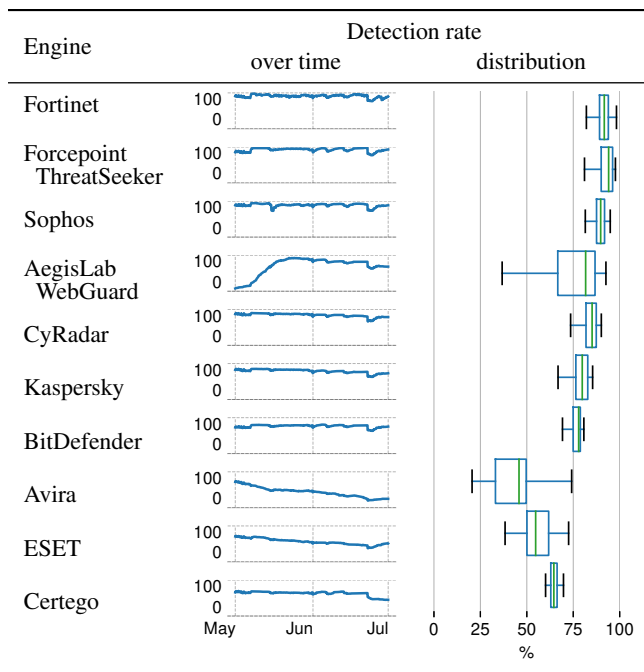 Engine
Detection rate
over time
distribution
Fortinet
100
0
Forcepoint
ThreatSeeker
100
0
Sophos
100
0
AegisLab
WebGuard
100
0
CyRadar
100
0
Kaspersky
100
0
BitDefender
100
0
Avira
100
0
ESET
100
0
Certego
100
0
May Jun Jul
0 25 50 75 100
%